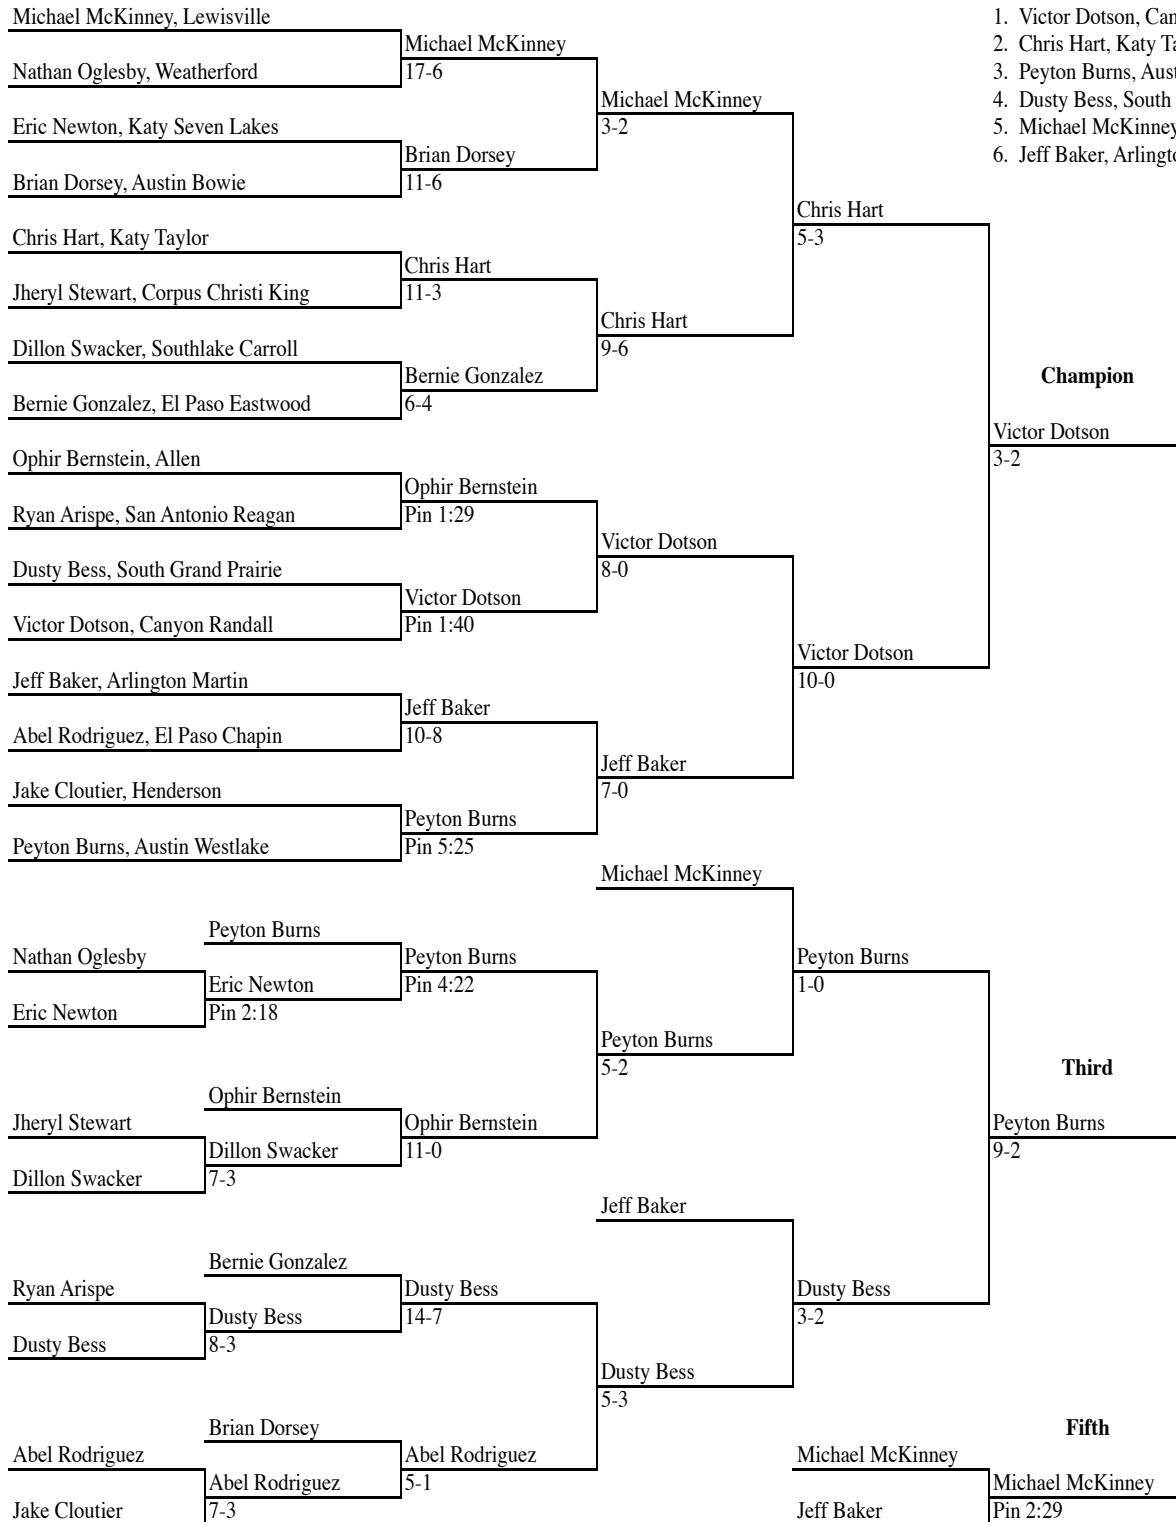 Michael McKinney, Lewisville
Nathan Oglesby, Weatherford
Eric Newton, Katy Seven Lakes
Brian Dorsey, Austin Bowie
Chris Hart, Katy Taylor
Jheryl Stewart, Corpus Christi King
Dillon Swacker, Southlake Carroll
Bernie Gonzalez, El Paso Eastwood
Ophir Bernstein, Allen
Ryan Arispe, San Antonio Reagan
Dusty Bess, South Grand Prairie
Victor Dotson, Canyon Randall
Jeff Baker, Arlington Martin
Abel Rodriguez, El Paso Chapin
Jake Cloutier, Henderson
Peyton Burns, Austin Westlake
Michael McKinney
17-6
Brian Dorsey
11-6
Chris Hart
11-3
Bernie Gonzalez
6-4
Ophir Bernstein
Pin 1:29
Victor Dotson
Pin 1:40
Jeff Baker
10-8
Peyton Burns
Pin 5:25
Michael McKinney
3-2
Chris Hart
9-6
Victor Dotson
8-0
Jeff Baker
7-0
Chris Hart
5-3
Victor Dotson
10-0
Champion
Victor Dotson
3-2
1. Victor Dotson, Can
2. Chris Hart, Katy Ta
3. Peyton Burns, Aust
4. Dusty Bess, South
5. Michael McKinney
6. Jeff Baker, Arlingto
Nathan Oglesby
Eric Newton
Jheryl Stewart
Dillon Swacker
Ryan Arispe
Dusty Bess
Abel Rodriguez
Jake Cloutier
Peyton Burns
Eric Newton
Pin 2:18
Ophir Bernstein
Dillon Swacker
7-3
Bernie Gonzalez
Dusty Bess
8-3
Brian Dorsey
Abel Rodriguez
7-3
Peyton Burns
Pin 4:22
Ophir Bernstein
11-0
Dusty Bess
14-7
Abel Rodriguez
5-1
Michael McKinney
Peyton Burns
5-2
Jeff Baker
Dusty Bess
5-3
Peyton Burns
1-0
Dusty Bess
3-2
Third
Peyton Burns
9-2
Fifth
Michael McKinney
Jeff Baker
Michael McKinney
Pin 2:29